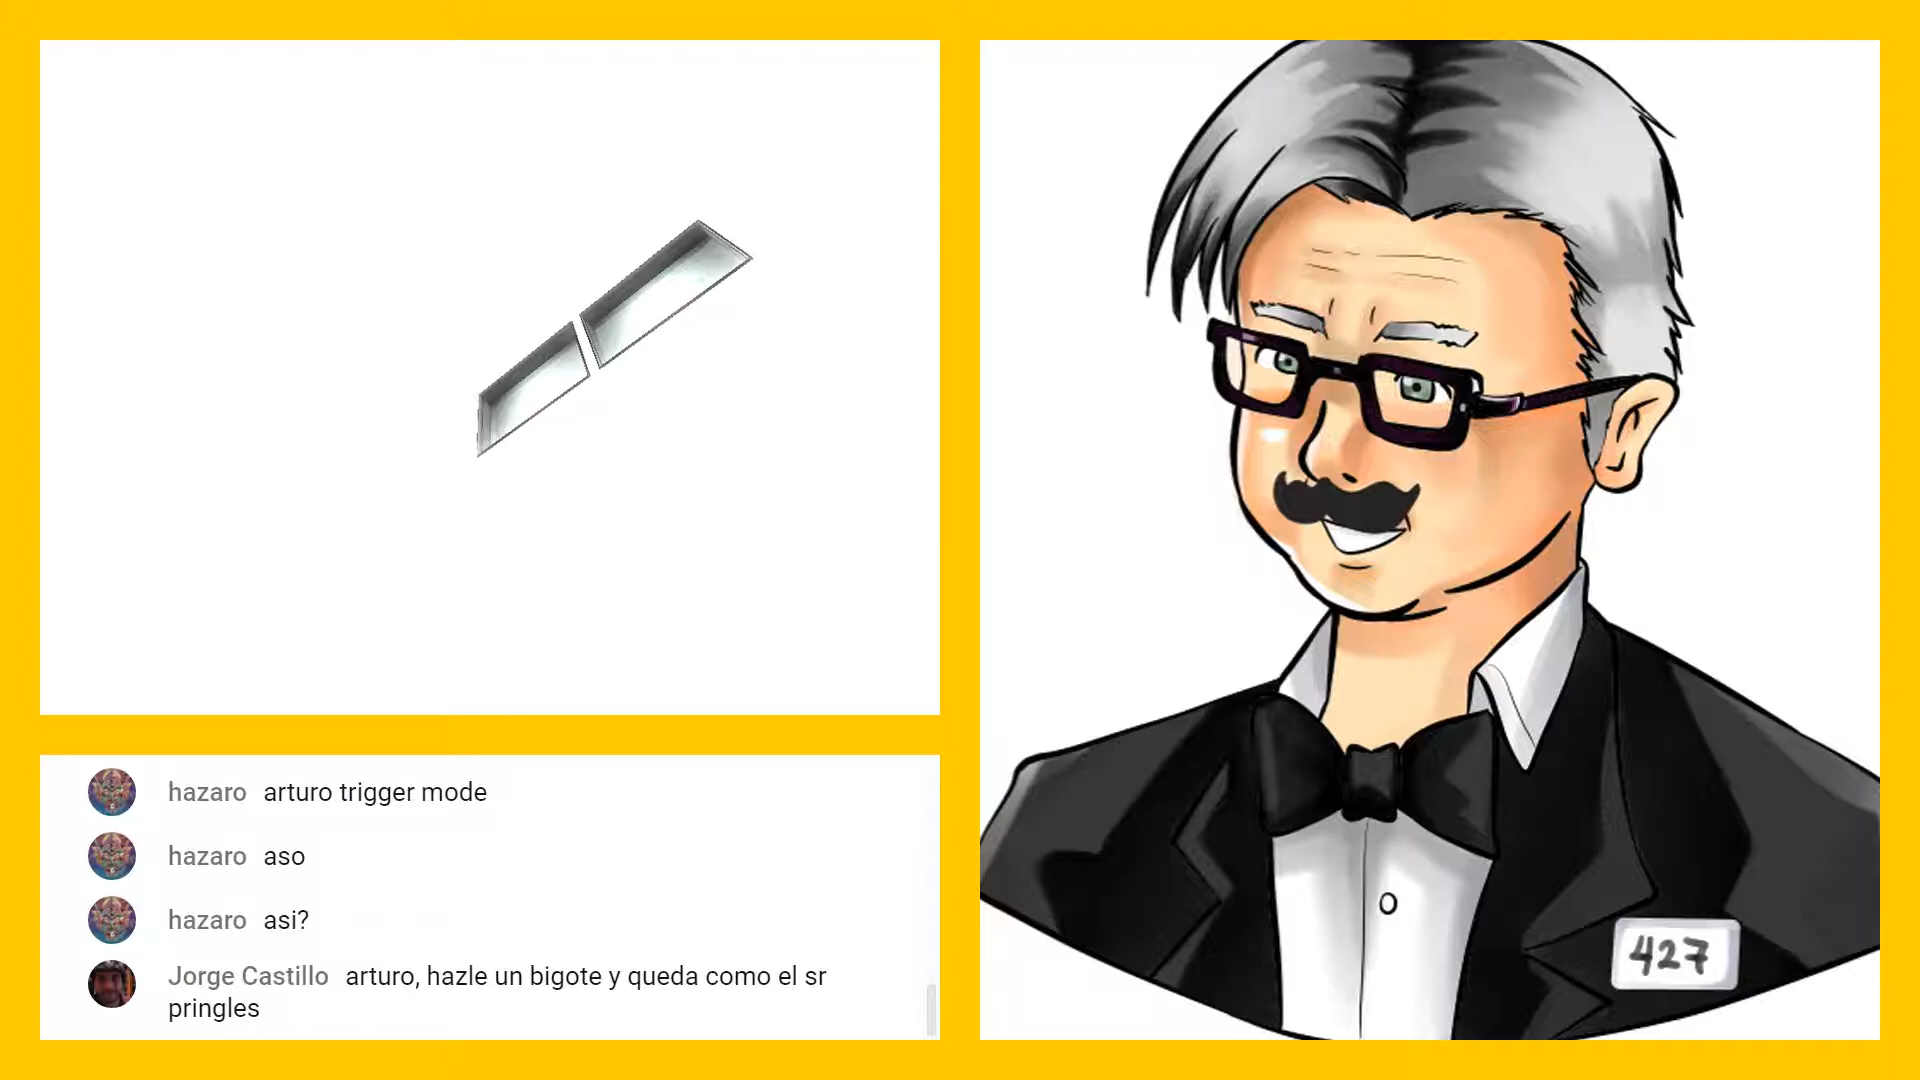 hazaro arturo trigger mode
hazaro aso
hazaro asi?
Jorge Castillo arturo, hazle un bigote y queda como el sr
pringles
427